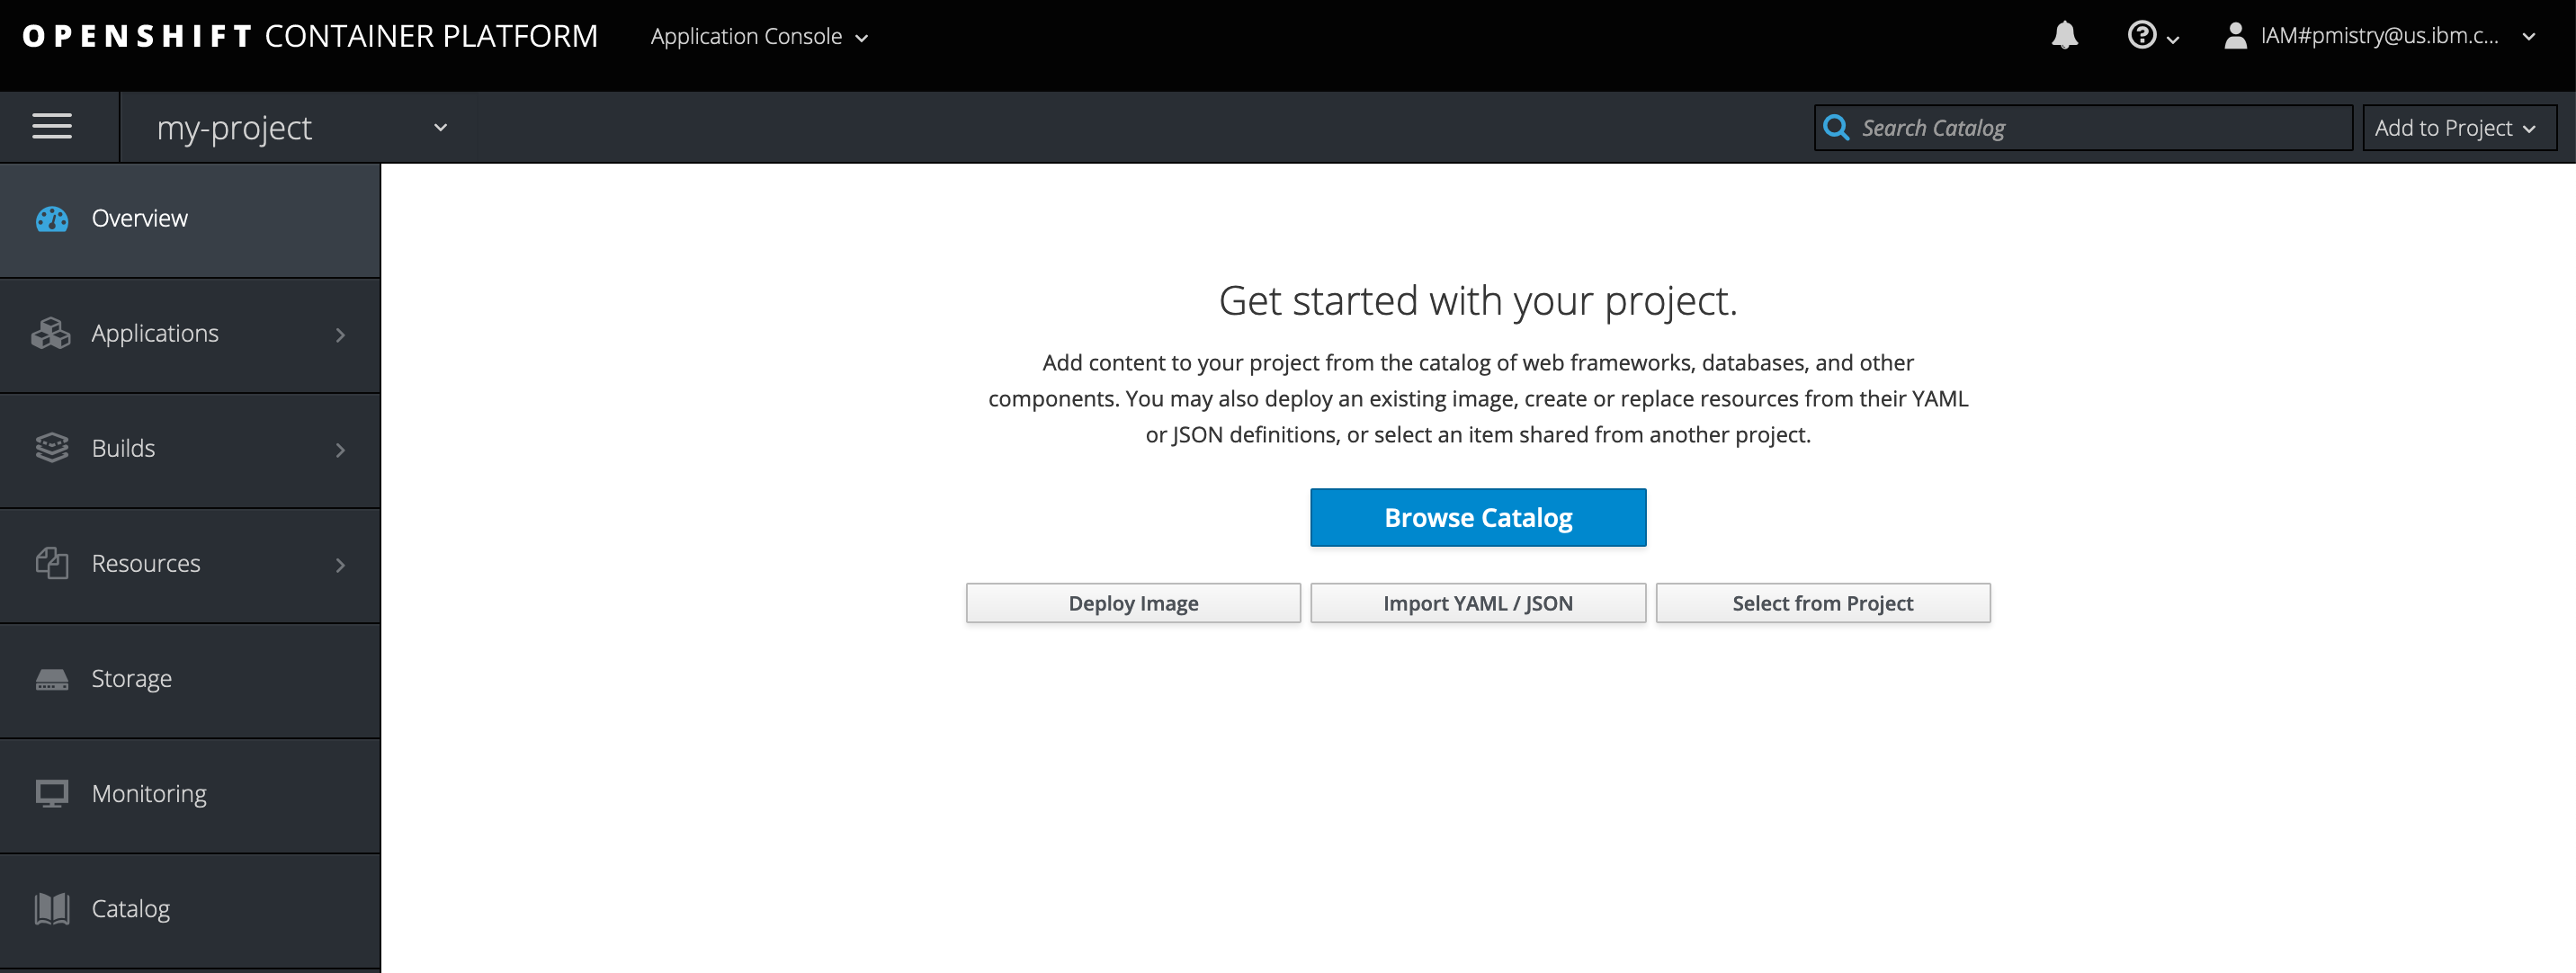 OPENSHIFT CONTAINER PLATFORM
Application Console
IAM#pmistry@us.ibm.c...
my-project
Search Catalog
Add to Project
Overview
Applications
Builds
Resources
Storage
Monitoring
Catalog
Get started with your project.
Add content to your project from the catalog of web frameworks, databases, and other
components. You may also deploy an existing image, create or replace resources from their YAML
or JSON definitions, or select an item shared from another project.
Browse Catalog
Deploy Image
Import YAML / JSON
Select from Project